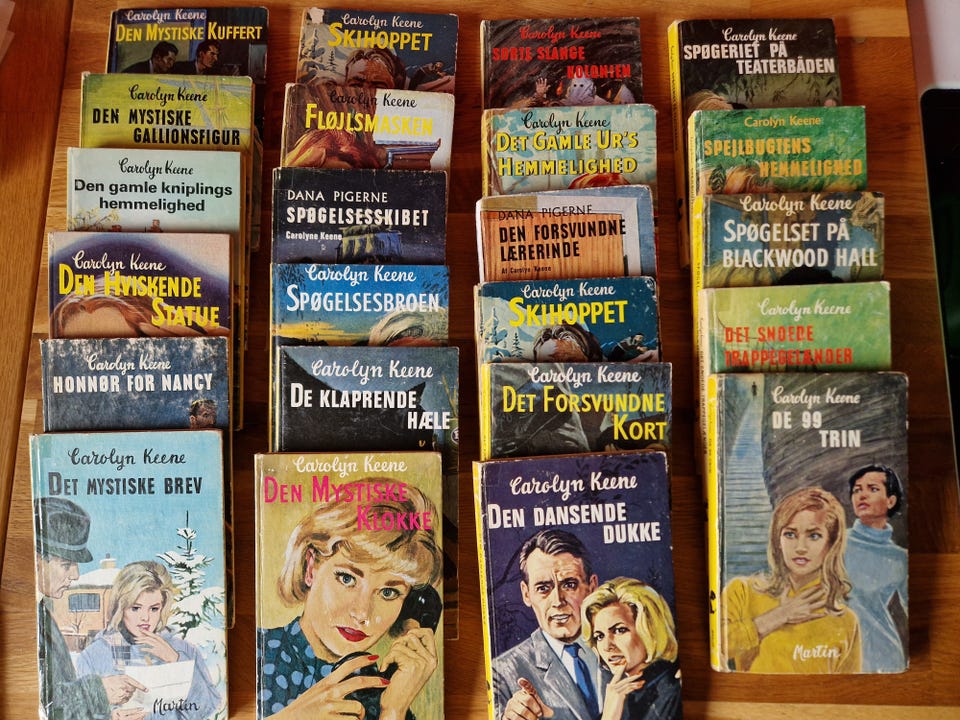 Carolyn Keene
DEN MYSTISKE KUFFERT
Carolyn Keene
DEN MYSTISKE
GALLIONSFIGUR
Carolyn Keene
Den gamle kniplings
hemmelighed
Carolyn Keene
DEN HVISKENDE
STATUE
Carolyn Keene
HONNØR FOR NANCY
Carolyn Keene
DET MYSTISKE BREV
Martin
Carolyn Keene
SKIHOPPET
Carolyn Keene
FLØJLSMASKEN
DANA PIGERNE
SPØGELSESSKIBET
Carolyne Keene
Carolyn Keene
SPØGELSESBROEN
Carolyn Keene
DE KLAPRENDE
HÆLE
Carolyn Keene
DEN MYSTISKE
KLOKKE
Carolyn Keene
SORTE SLANGE
KOLONIEN
Carolyn Keene
DET GAMLE UR'S
HEMMELIGHED
DANA PIGERNE
DEN FORSVUNDNE
LÆRERINDE
Af Carolyn Keene
Carolyn Keene
SKIHOPPET
Carolyn Keene
DET FORSVUNDNE
KORT
Carolyn Keene
DEN DANSENDE
DUKKE
Carolyn Keene
SPØGERIET PÅ
TEATERBÅDEN
Carolyn Keene
SPEJLBUGTENS
HEMMELIGHED
Carolyn Keene
SPØGELSET PÅ
BLACKWOOD HALL
Carolyn Keene
DET SNOEDE
TRAPPEGELÆNDER
Carolyn Keene
DE 99
TRIN
Martin